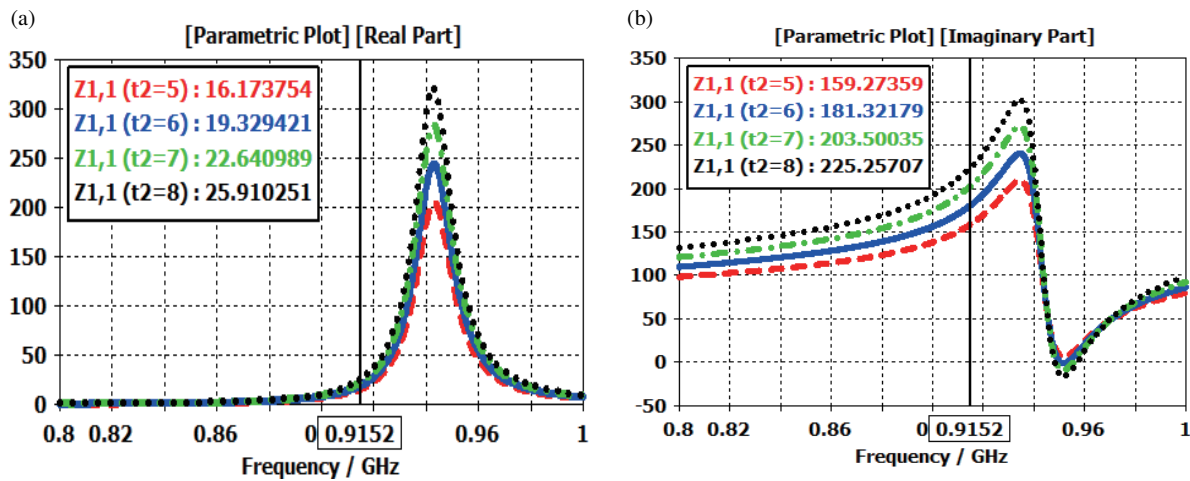 (a)
[Parametric Plot] [Real Part]
350
300
250
200
150
100
50
0
Z1,1 (t2=5) : 16.173754
Z1,1 (t2=6) : 19.329421
Z1,1 (t2=7) : 22.640989
Z1,1 (t2=8) : 25.910251
0.8 0.82 0.86 0 0.9152 0.96 1
Frequency / GHz
(b)
[Parametric Plot] [Imaginary Part]
350
300
250
200
150
100
50
0
-50
Z1,1 (t2=5) : 159.27359
Z1,1 (t2=6) : 181.32179
Z1,1 (t2=7) : 203.50035
Z1,1 (t2=8) : 225.25707
0.8 0.82 0.86 0 0.9152 0.96 1
Frequency / GHz